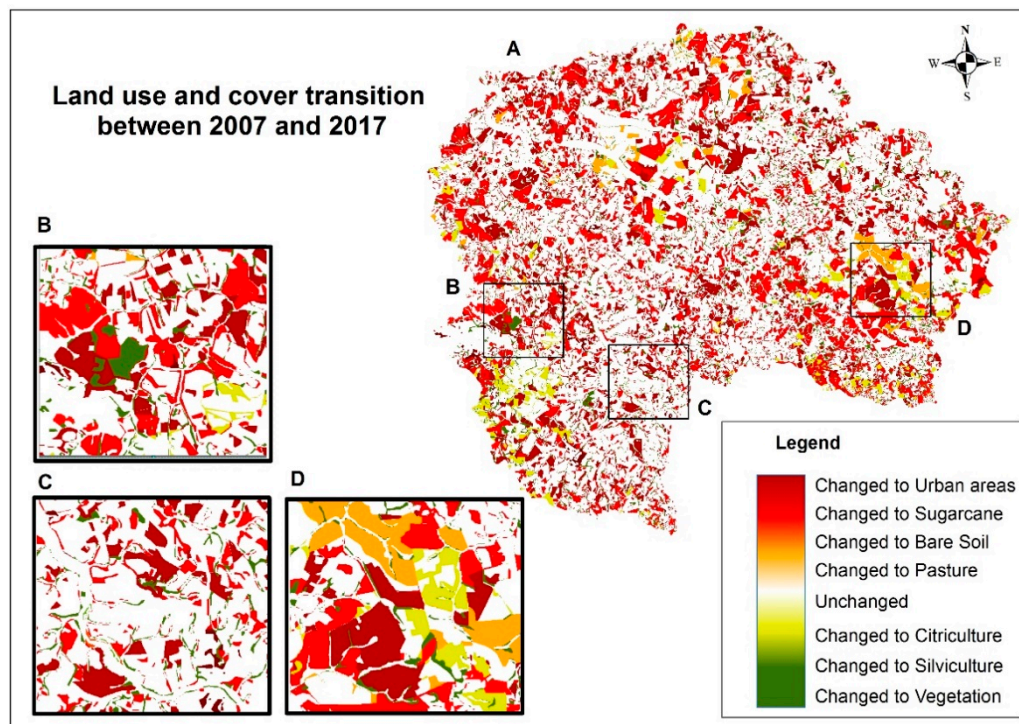 Land use and cover transition
between 2007 and 2017
A
N
W
E
S
B
B
D
C
C
D
Legend
Changed to Urban areas
Changed to Sugarcane
Changed to Bare Soil
Changed to Pasture
Unchanged
Changed to Citriculture
Changed to Silviculture
Changed to Vegetation